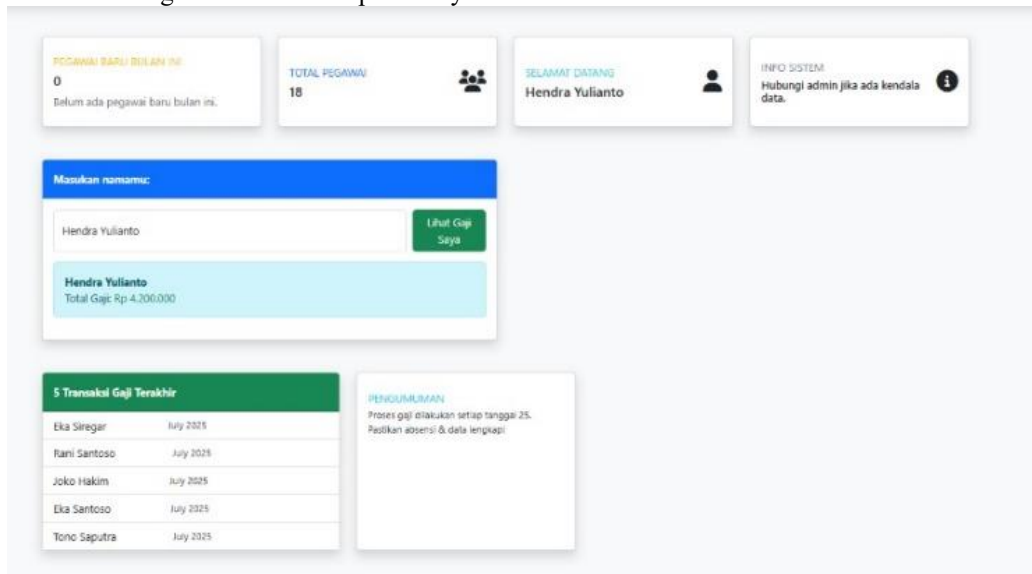 PEGAWAI BARU BULAN INI
0
Belum ada pegawai baru bulan ini.
TOTAL PEGAWAI
18
SELAMAT DATANG
Hendra Yulianto
INFO SISTEM
Hubungi admin jika ada kendala
data.
Masukan namamu:
Hendra Yulianto
Lihat Gaji
Saya
Hendra Yulianto
Total Gaji: Rp 4.200.000
5 Transaksi Gaji Terakhir
Eka Siregar July 2025
Rani Santoso July 2025
Joko Hakim July 2025
Eka Santoso July 2025
Tono Saputra July 2025
PENGUMUMAN
Proses gaji dilakukan setiap tanggal 25.
Pastikan absensi & data lengkap!